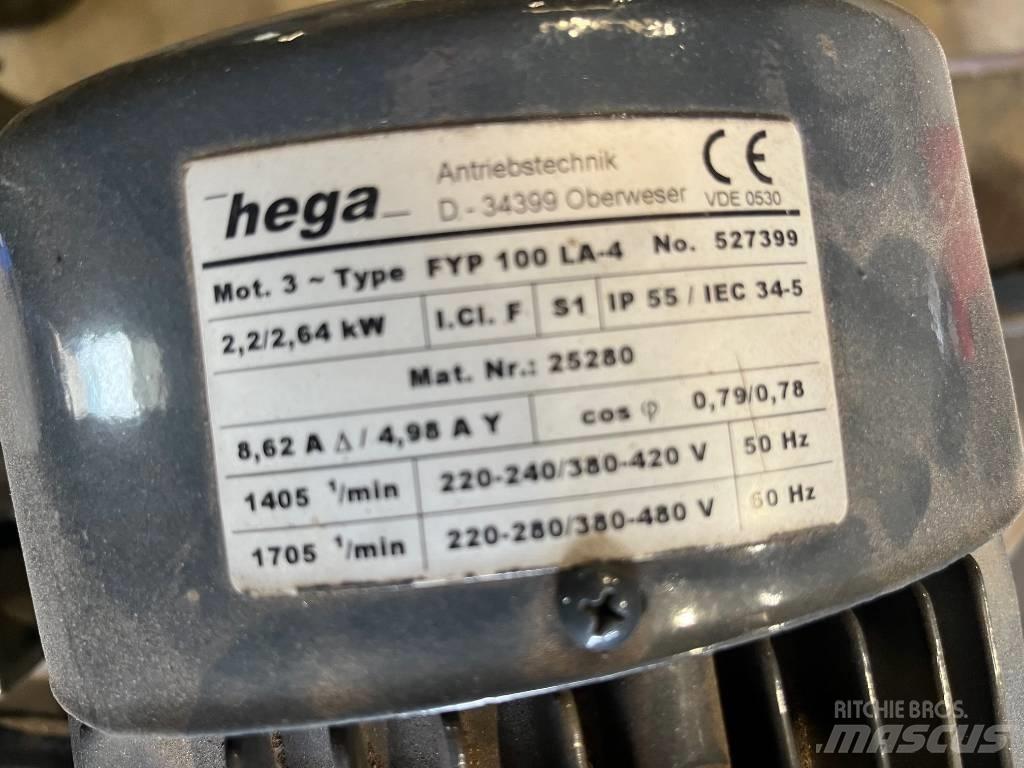 hega
Antriebstechnik
D.- 34399 Oberweser
CE
VDE 0530
Mot. 3 ~ Type FYP 100 LA-4 No. 527399
2,2/2,64 kW I.Cl. F S1 IP 55 / IEC 34-5
Mat. Nr.: 25280
8,62 A Δ / 4,98 A Y cos φ 0,79/0,78
1405 ¹/min 220-240/380-420 V 50 Hz
1705 ¹/min 220-280/380-480 V 60 Hz
RITCHIE BROS.
MASCUS